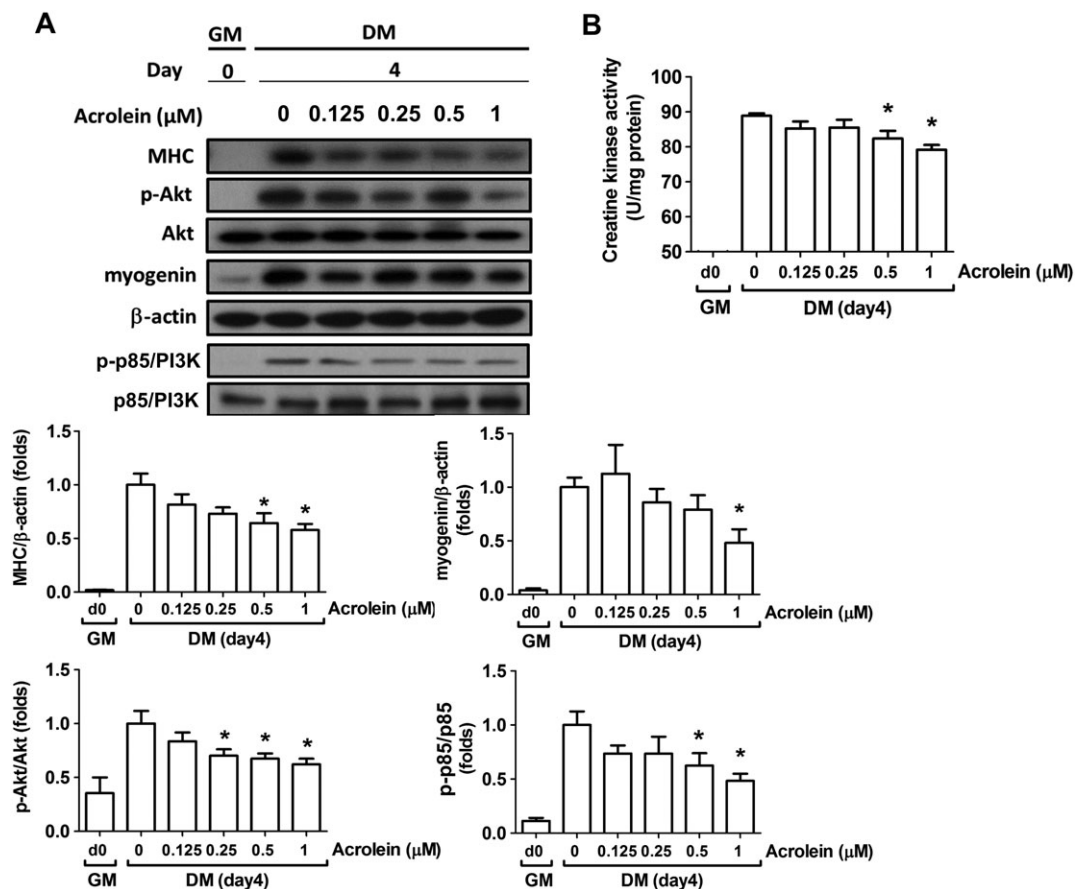 A
GM DM
Day 0 4
Acrolein (μM) 0 0.125 0.25 0.5 1
MHC
p-Akt
Akt
myogenin
β-actin
p-p85/PI3K
p85/PI3K
B
Creatine kinase activity
(U/mg protein)
100
90
80
70
60
50
* *
d0 0 0.125 0.25 0.5 1 Acrolein (μM)
GM DM (day4)
MHC/β-actin (folds)
1.5
1.0
0.5
0.0
* *
d0 0 0.125 0.25 0.5 1 Acrolein (μM)
GM DM (day4)
myogenin/β-actin
(folds)
1.5
1.0
0.5
0.0
*
d0 0 0.125 0.25 0.5 1 Acrolein (μM)
GM DM (day4)
p-Akt/Akt (folds)
1.5
1.0
0.5
0.0
* * *
d0 0 0.125 0.25 0.5 1 Acrolein (μM)
GM DM (day4)
p-p85/p85
(folds)
1.5
1.0
0.5
0.0
* *
d0 0 0.125 0.25 0.5 1 Acrolein (μM)
GM DM (day4)